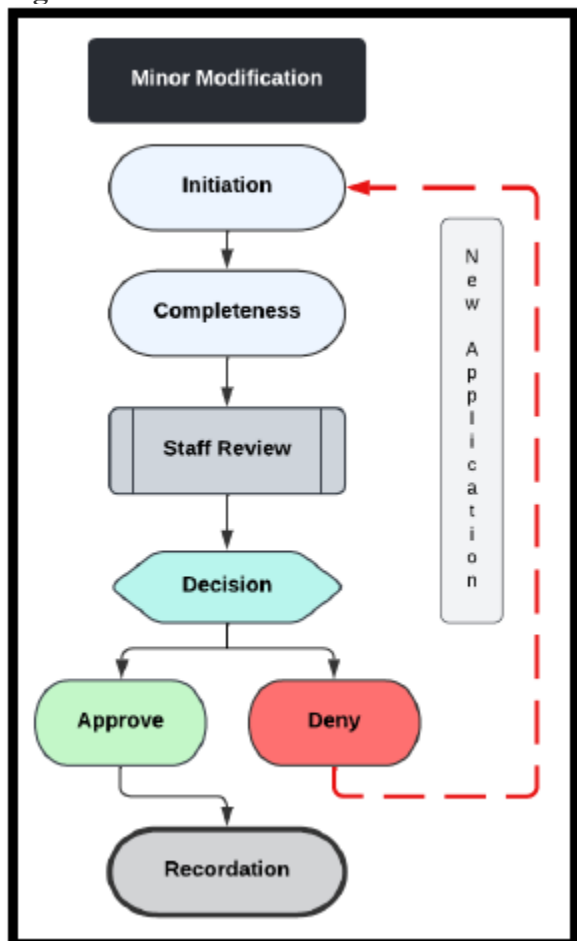 Minor Modification
Initiation
Completeness
Staff Review
Decision
Approve
Deny
Recordation
New Application